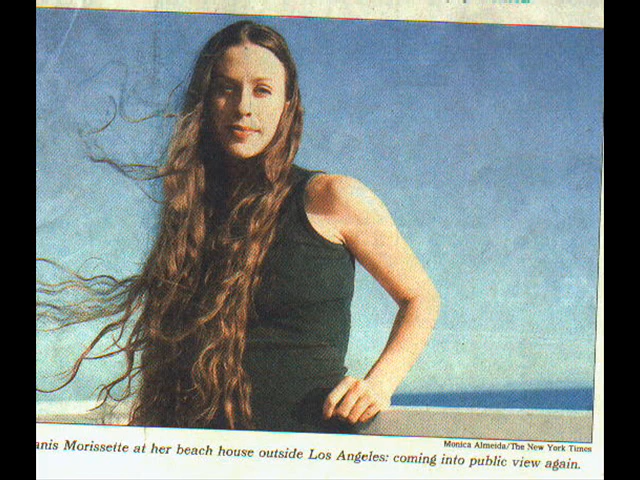 Monica Almeida/The New York Times
anis Morissette at her beach house outside Los Angeles: coming into public view again.